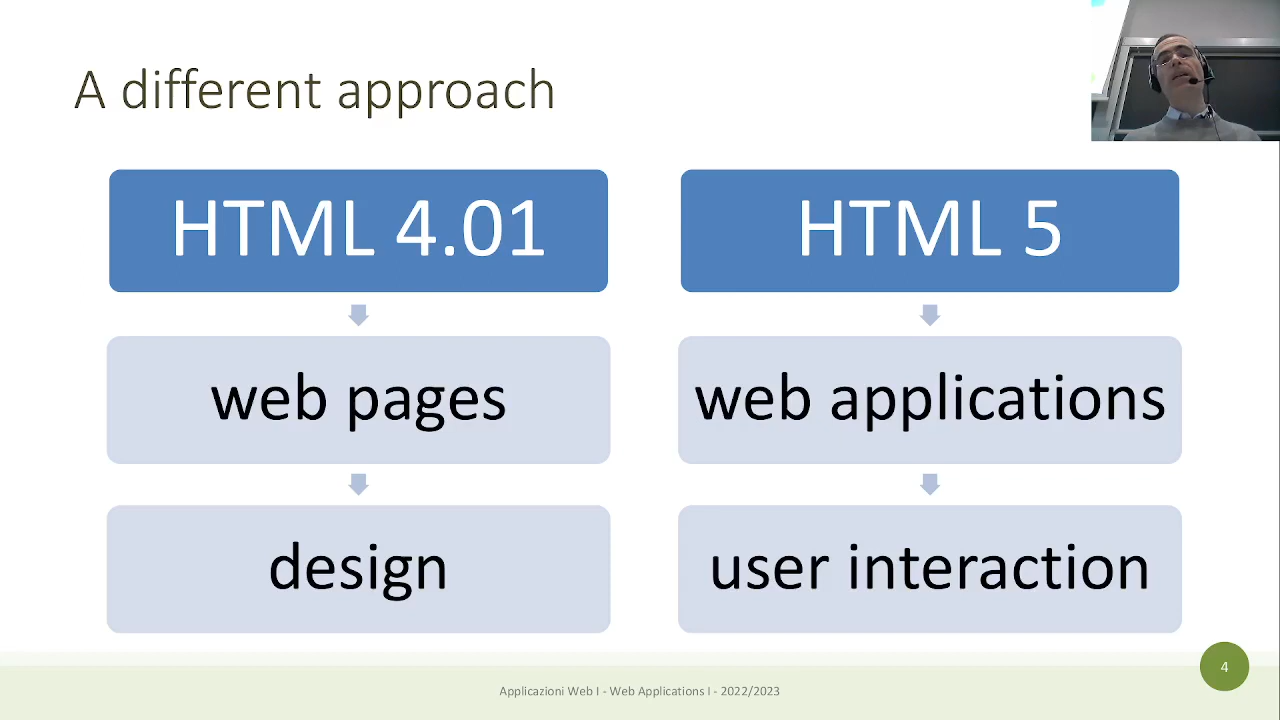 A different approach
HTML 4.01
web pages
design
HTML 5
web applications
user interaction
Applicazioni Web I - Web Applications I - 2022/2023
4